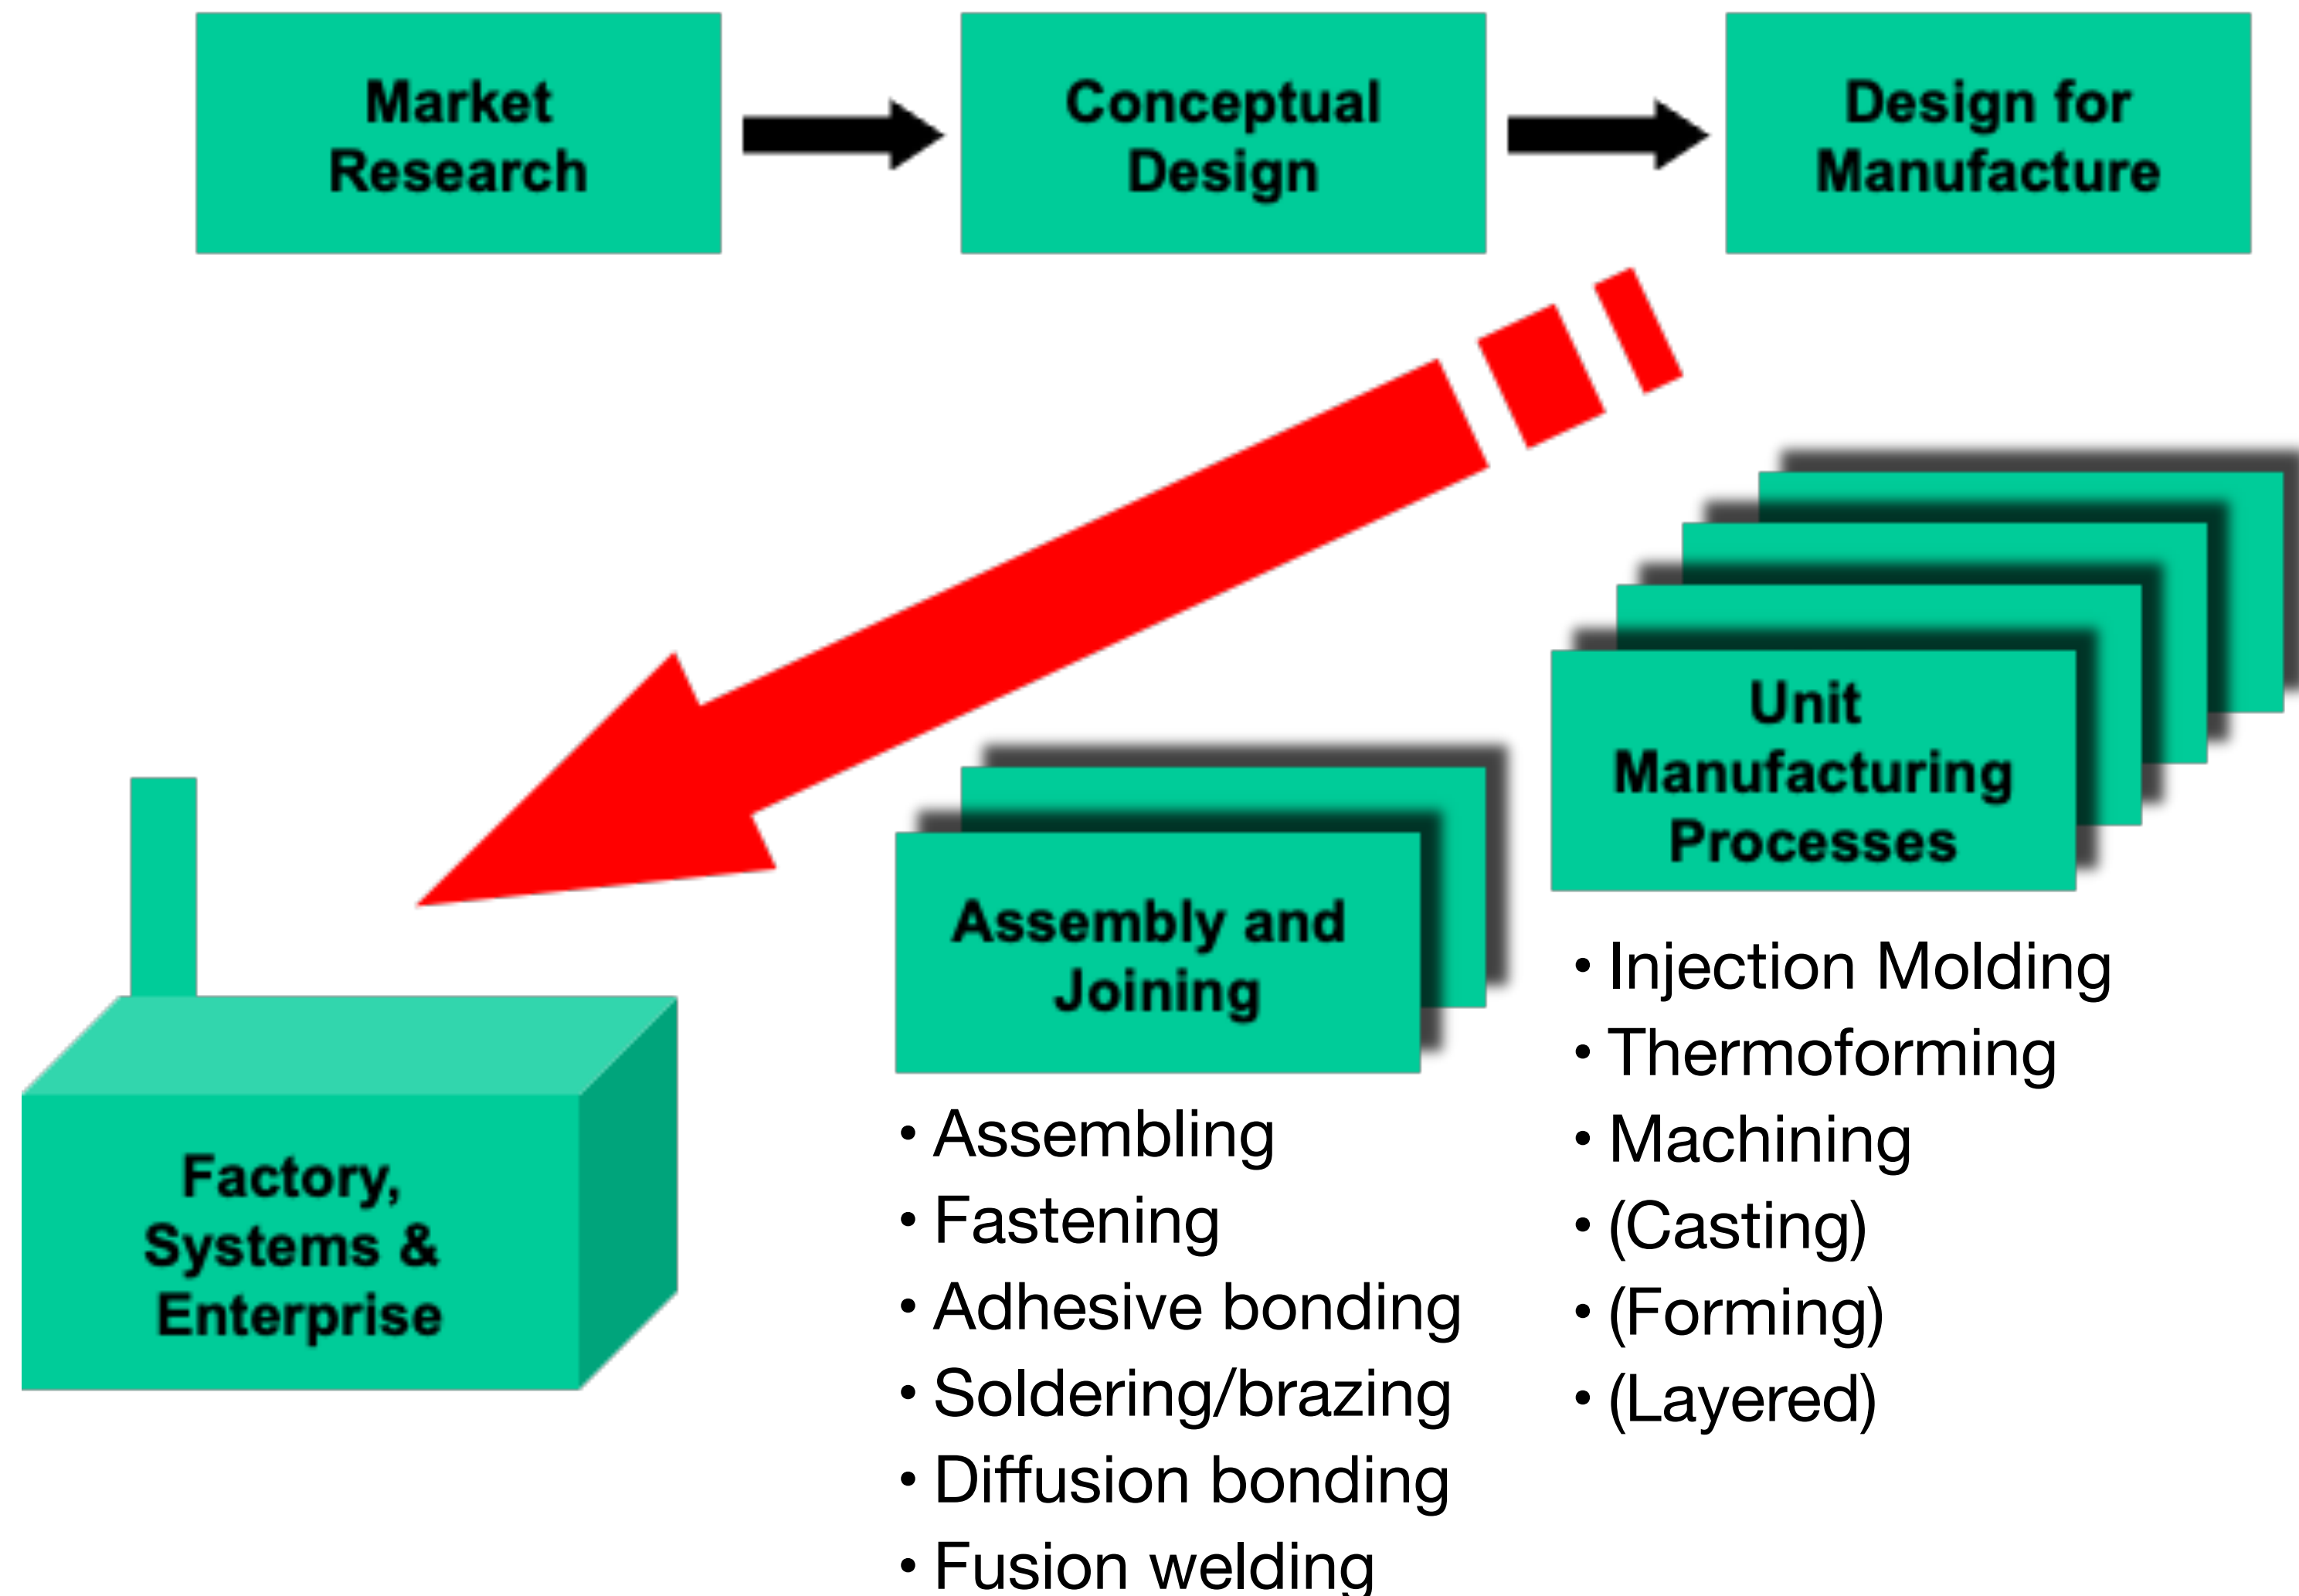 Market
Research
Conceptual
Design
Design for
Manufacture
Unit
Manufacturing
Processes
• Injection Molding
• Thermoforming
• Machining
• (Casting)
• (Forming)
• (Layered)
Assembly and
Joining
• Assembling
• Fastening
• Adhesive bonding
• Soldering/brazing
• Diffusion bonding
• Fusion welding
Factory,
Systems &
Enterprise